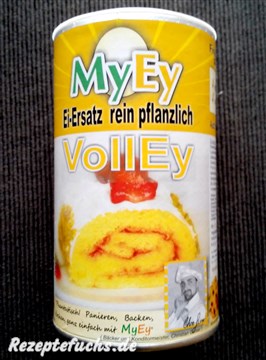 MyEy
Ei-Ersatz rein pflanzlich
VollEy
Panieren, Backen,
ganz einfach mit MyEy
Rezeptefuchs.de